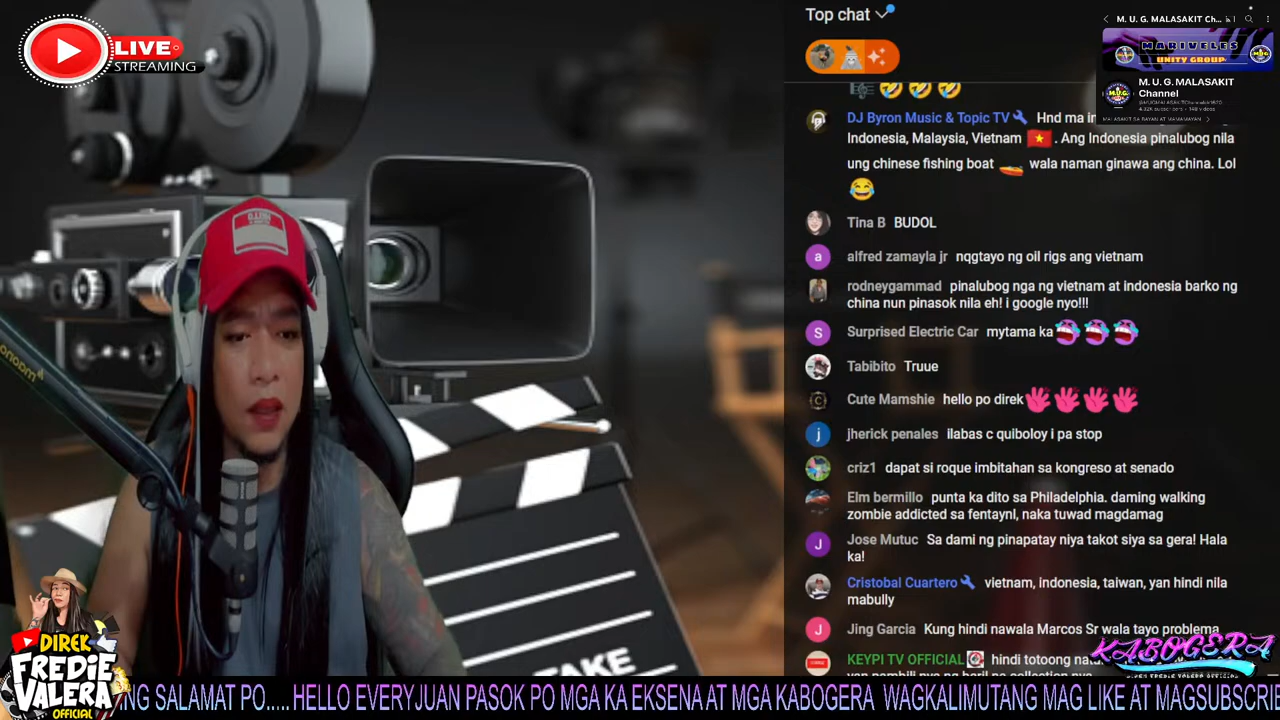 LIVE
STREAMING
Top chat
M. U. G. MALASAKIT Ch...
MARIVELES
UNITY GROUP
M. U. G. MALASAKIT
Channel
DJ Byron Music & Topic TV Hnd ma
Indonesia, Malaysia, Vietnam 🇻🇳 . Ang Indonesia pinalubog nila
ung chinese fishing boat 🚤 wala naman ginawa ang china. Lol
😂
Tina B BUDOL
alfred zamayla jr nqgtayo ng oil rigs ang vietnam
rodneygammad pinalubog nga ng vietnam at indonesia barko ng
china nun pinasok nila eh! i google nyo!!!
Surprised Electric Car mytama ka
Tabibito Truue
Cute Mamshie hello po direk
jherick penales ilabas c quiboloy i pa stop
criz1 dapat si roque imbitahan sa kongreso at senado
Elm bermillo punta ka dito sa Philadelphia. daming walking
zombie addicted sa fentaynl, naka tuwad magdamag
Jose Mutuc Sa dami ng pinapatay niya takot siya sa gera! Hala
ka!
Cristobal Cuartero vietnam, indonesia, taiwan, yan hindi nila
mabully
Jing Garcia Kung hindi nawala Marcos Sr wala tayo problema
KEYPI TV OFFICIAL hindi totoong
KABOGERA
DIREK
FREDIE
VALERA
OFFICIAL
TAKE
NG SALAMAT PO..... HELLO EVERYJUAN PASOK PO MGA KA EKSENA AT MGA KABOGERA WAGKALIMUTANG MAG LIKE AT MAGSUBSCRIBE